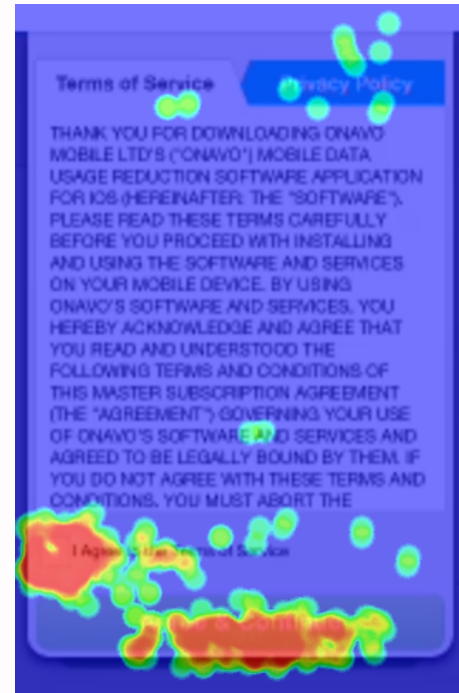 Terms of Service
Privacy Policy
THANK YOU FOR DOWNLOADING ONAVO
MOBILE LTD'S ("ONAVO") MOBILE DATA
USAGE REDUCTION SOFTWARE APPLICATION
FOR IOS (HEREINAFTER: THE "SOFTWARE").
PLEASE READ THESE TERMS CAREFULLY
BEFORE YOU PROCEED WITH INSTALLING
AND USING THE SOFTWARE AND SERVICES
ON YOUR MOBILE DEVICE. BY USING
ONAVO'S SOFTWARE AND SERVICES, YOU
HEREBY ACKNOWLEDGE AND AGREE THAT
YOU READ AND UNDERSTOOD THE
FOLLOWING TERMS AND CONDITIONS OF
THIS MASTER SUBSCRIPTION AGREEMENT
(THE "AGREEMENT") GOVERNING YOUR USE
OF ONAVO'S SOFTWARE AND SERVICES AND
AGREED TO BE LEGALLY BOUND BY THEM. IF
YOU DO NOT AGREE WITH THESE TERMS AND
CONDITIONS, YOU MUST ABORT THE
I Agree to the Terms of Service
&